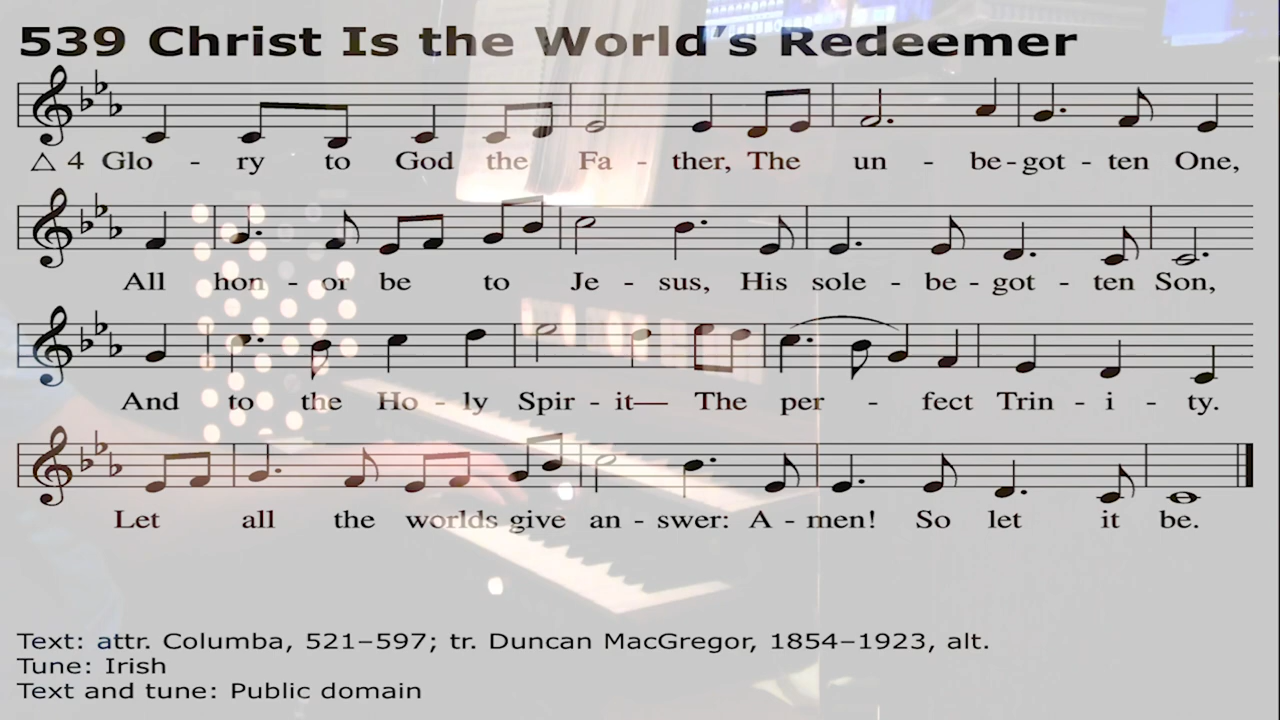 539 Christ Is the World's Redeemer
△ 4 Glo - ry to God the Fa - ther, The un - be - got - ten One,
All hon - or be to Je - sus, His sole - be - got - ten Son,
And to the Ho - ly Spir - it— The per - fect Trin - i - ty.
Let all the worlds give an - swer: A - men! So let it be.
Text: attr. Columba, 521–597; tr. Duncan MacGregor, 1854–1923, alt.
Tune: Irish
Text and tune: Public domain